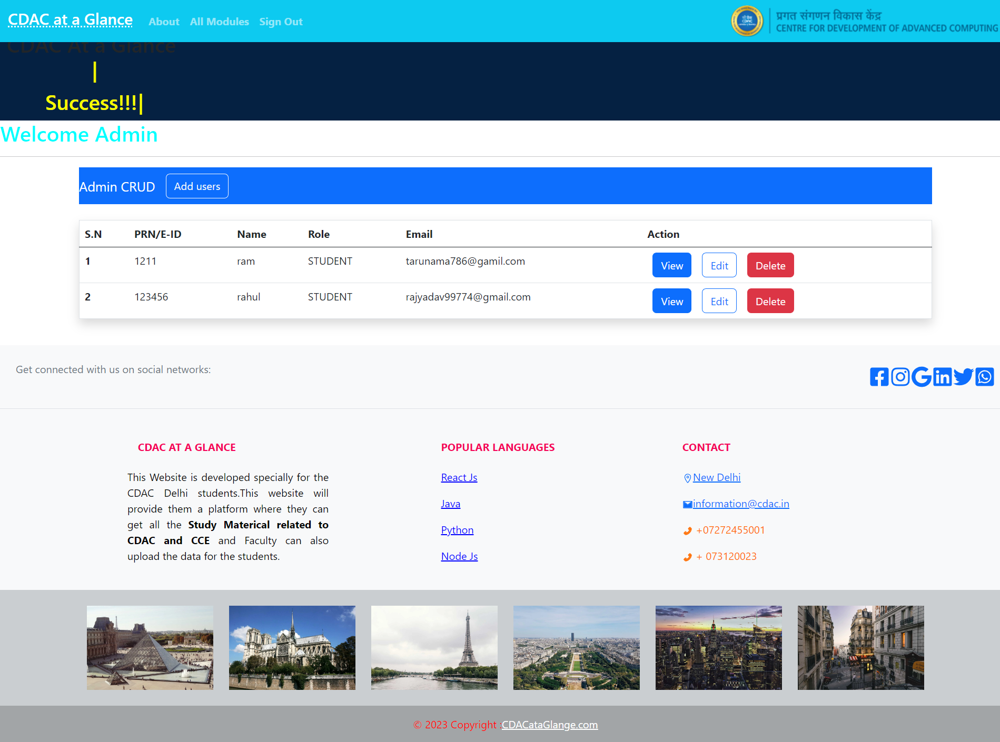 CDAC at a Glance About All Modules Sign Out
प्रगत संगणन विकास केंद्र
CENTRE FOR DEVELOPMENT OF ADVANCED COMPUTING
CDAC At a Glance
|
Success!!!|
Welcome Admin
Admin CRUD Add users
S.N PRN/E-ID Name Role Email Action
1 1211 ram STUDENT tarunama786@gamil.com View Edit Delete
2 123456 rahul STUDENT rajyadav99774@gmail.com View Edit Delete
Get connected with us on social networks:
CDAC AT A GLANCE
This Website is developed specially for the
CDAC Delhi students.This website will
provide them a platform where they can
get all the Study Materical related to
CDAC and CCE and Faculty can also
upload the data for the students.
POPULAR LANGUAGES
React Js
Java
Python
Node Js
CONTACT
New Delhi
information@cdac.in
+07272455001
+ 073120023
© 2023 Copyright :CDACataGlange.com